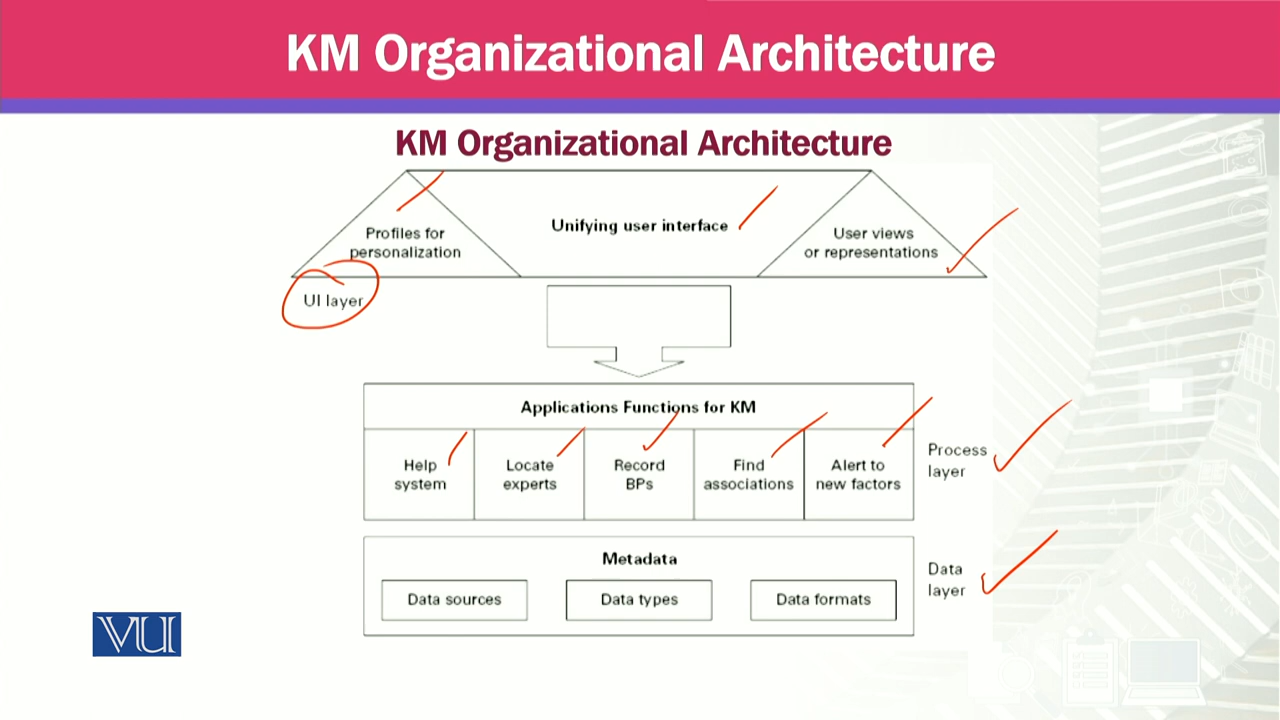 KM Organizational Architecture
KM Organizational Architecture
Profiles for
personalization
Unifying user interface
User views
or representations
UI layer
Applications Functions for KM
Help
system
Locate
experts
Record
BPs
Find
associations
Alert to
new factors
Process
layer
Metadata
Data sources
Data types
Data formats
Data
layer
VU